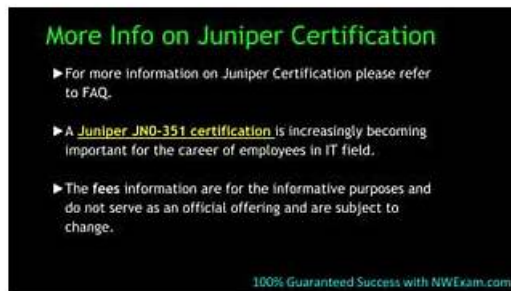 More Info on Juniper Certification
►For more information on Juniper Certification please refer
to FAQ.
►A Juniper JN0-351 certification is increasingly becoming
important for the career of employees in IT field.
►The fees information are for the informative purposes and
do not serve as an official offering and are subject to
change.
100% Guaranteed Success with NWExam.com